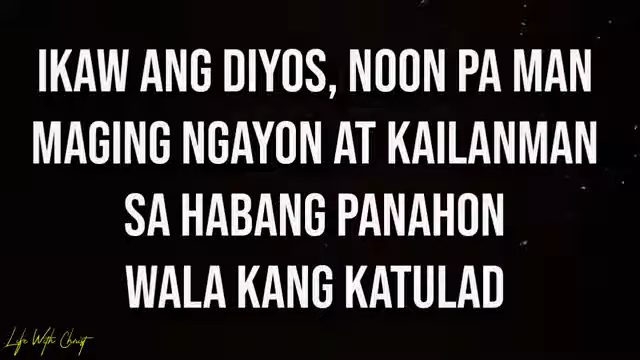 IKAW ANG DIYOS, NOON PA MAN
MAGING NGAYON AT KAILANMAN
SA HABANG PANAHON
WALA KANG KATULAD
Life With Christ